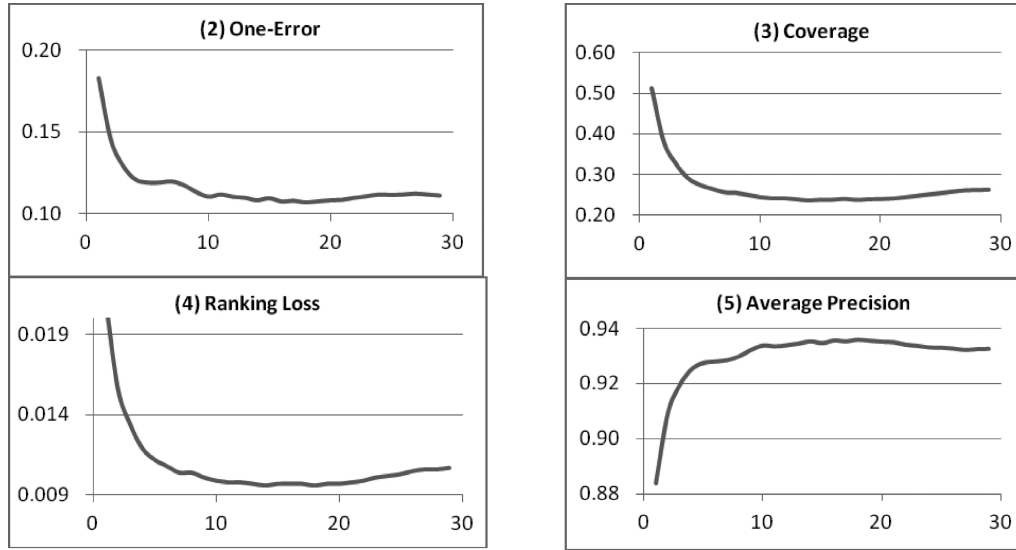 (2) One-Error
0.20
0.15
0.10
0 10 20 30
(3) Coverage
0.60
0.50
0.40
0.30
0.20
0 10 20 30
(4) Ranking Loss
0.019
0.014
0.009
0 10 20 30
(5) Average Precision
0.94
0.92
0.90
0.88
0 10 20 30